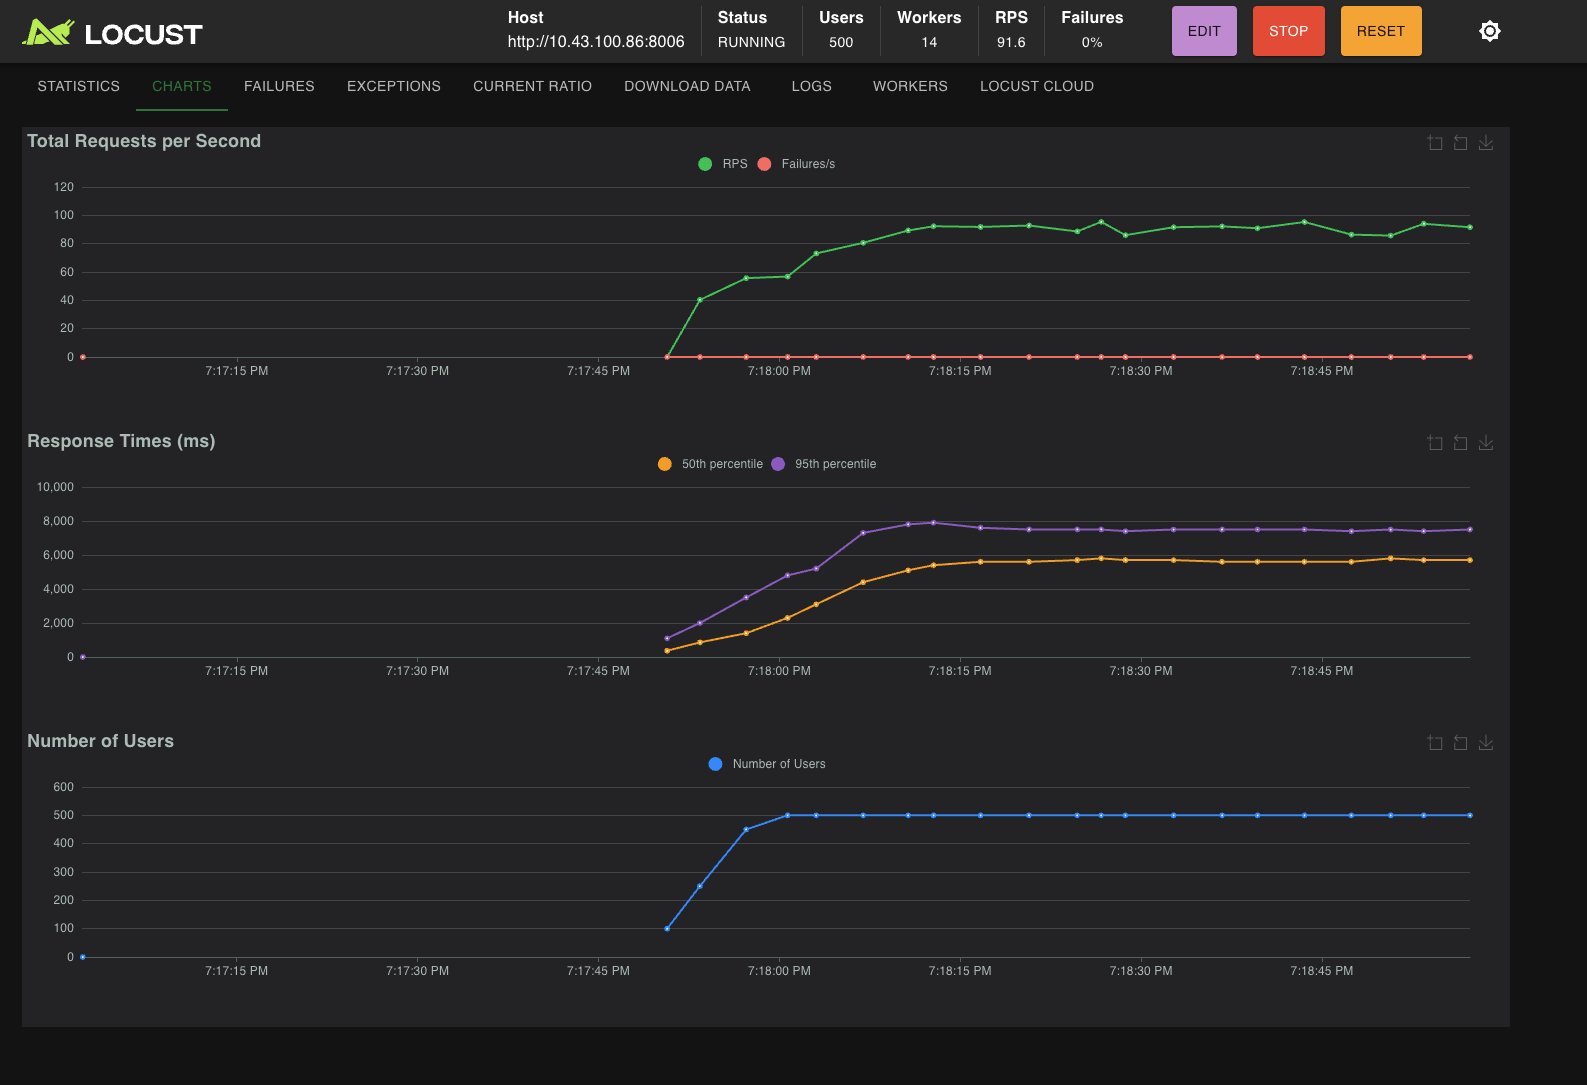 LOCUST
Host
http://10.43.100.86:8006
Status
RUNNING
Users
500
Workers
14
RPS
91.6
Failures
0%
EDIT
STOP
RESET
STATISTICS
CHARTS
FAILURES
EXCEPTIONS
CURRENT RATIO
DOWNLOAD DATA
LOGS
WORKERS
LOCUST CLOUD
Total Requests per Second
RPS
Failures/s
120
100
80
60
40
20
0
7:17:15 PM
7:17:30 PM
7:17:45 PM
7:18:00 PM
7:18:15 PM
7:18:30 PM
7:18:45 PM
Response Times (ms)
50th percentile
95th percentile
10,000
8,000
6,000
4,000
2,000
0
7:17:15 PM
7:17:30 PM
7:17:45 PM
7:18:00 PM
7:18:15 PM
7:18:30 PM
7:18:45 PM
Number of Users
Number of Users
600
500
400
300
200
100
0
7:17:15 PM
7:17:30 PM
7:17:45 PM
7:18:00 PM
7:18:15 PM
7:18:30 PM
7:18:45 PM